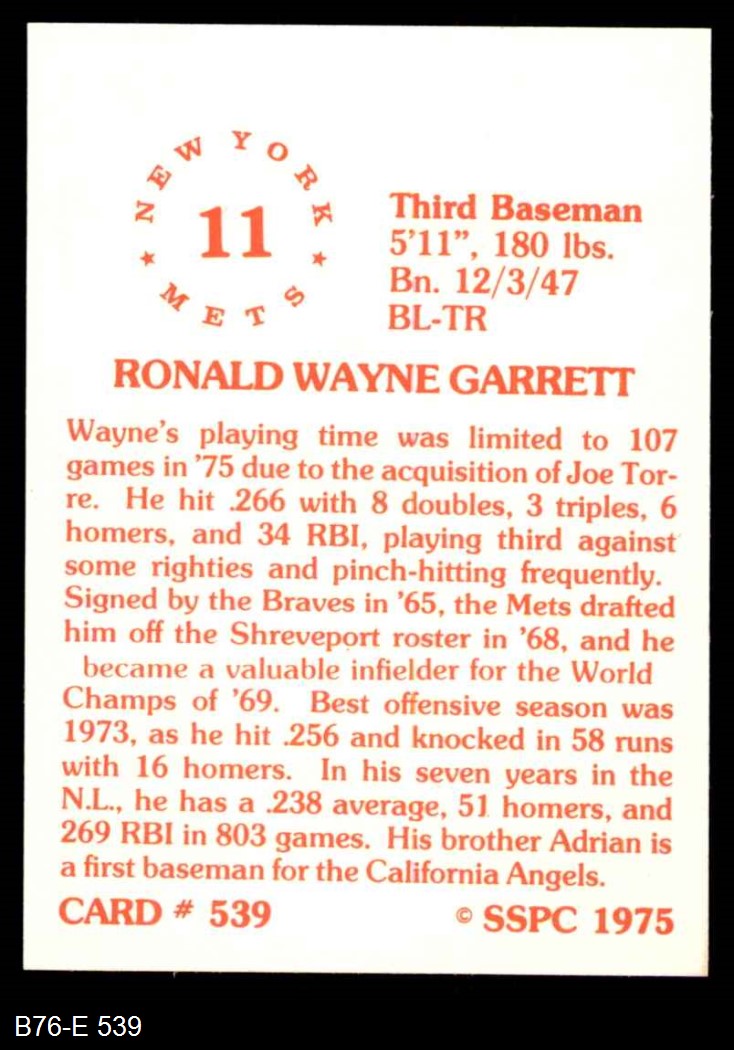 ★ NEW YORK ★
METS
11
Third Baseman
5'11”, 180 lbs.
Bn. 12/3/47
BL-TR
RONALD WAYNE GARRETT
Wayne's playing time was limited to 107
games in '75 due to the acquisition of Joe Tor-
re. He hit .266 with 8 doubles, 3 triples, 6
homers, and 34 RBI, playing third against
some righties and pinch-hitting frequently.
Signed by the Braves in '65, the Mets drafted
him off the Shreveport roster in '68, and he
became a valuable infielder for the World
Champs of '69. Best offensive season was
1973, as he hit .256 and knocked in 58 runs
with 16 homers. In his seven years in the
N.L., he has a .238 average, 51 homers, and
269 RBI in 803 games. His brother Adrian is
a first baseman for the California Angels.
CARD # 539
© SSPC 1975
B76-E 539